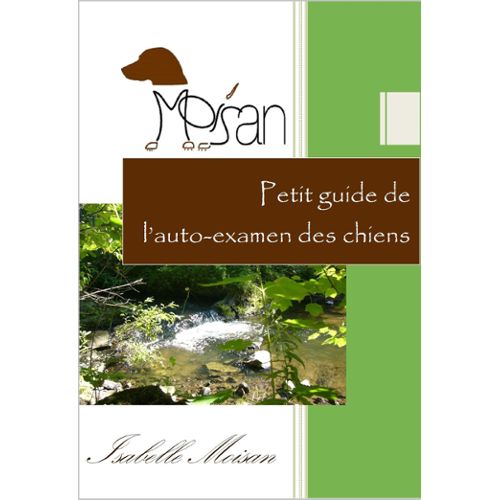 Moisan
Petit guide de
l'auto-examen des chiens
Isabelle Moisan